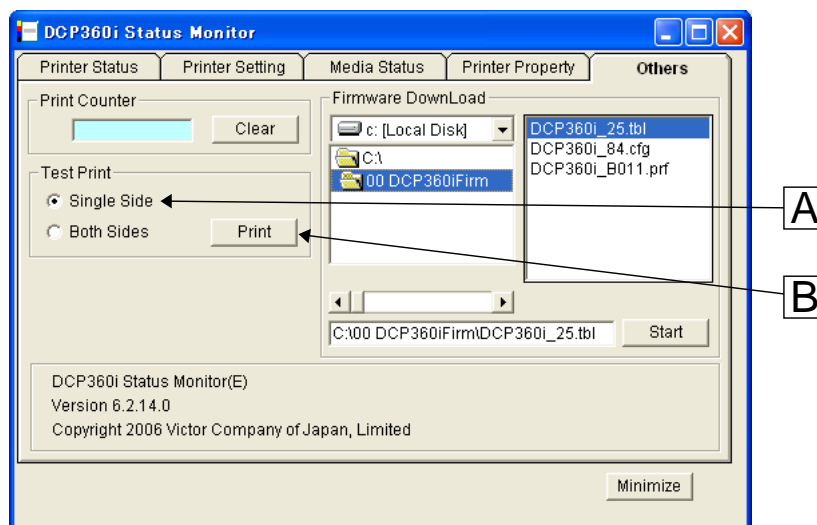 DCP360i Status Monitor
Printer Status
Printer Setting
Media Status
Printer Property
Others
Print Counter
Clear
Test Print
Single Side
Both Sides
Print
Firmware DownLoad
c: [Local Disk]
C:\
00 DCP360iFirm
DCP360i_25.tbl
DCP360i_84.cfg
DCP360i_B011.prf
C:\00 DCP360iFirm\DCP360i_25.tbl
Start
A
B
DCP360i Status Monitor(E)
Version 6.2.14.0
Copyright 2006 Victor Company of Japan, Limited
Minimize